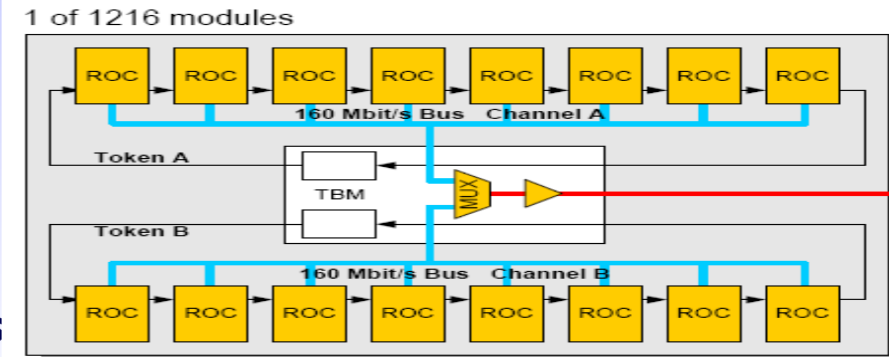 1 of 1216 modules
ROC ROC ROC ROC ROC ROC ROC ROC
160 Mbit/s Bus Channel A
Token A
TBM
MUX
Token B
160 Mbit/s Bus Channel B
ROC ROC ROC ROC ROC ROC ROC ROC